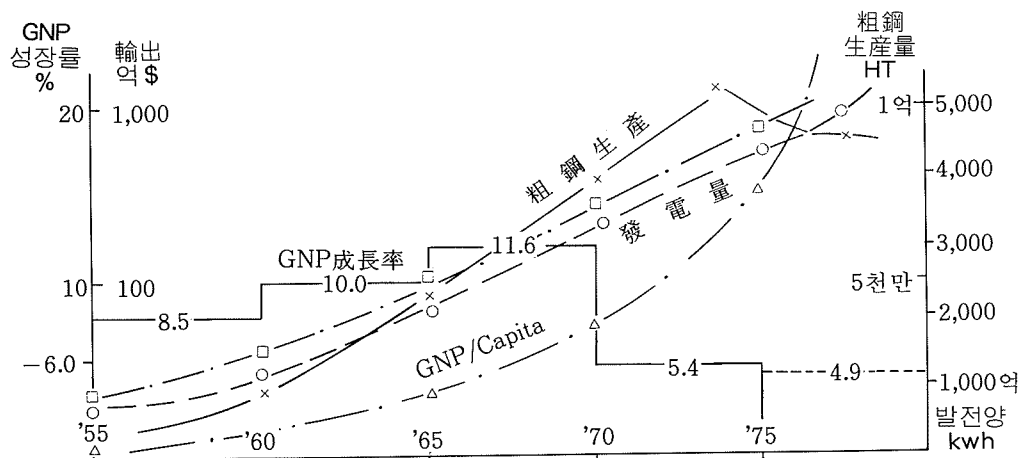 GNP
성장률
%
輸出
억 $
粗鋼
生産量
HT
20
1,000
1억
5,000
粗鋼生產
4,000
發電量
3,000
GNP成長率
11.6
10
100
10.0
5천만
8.5
2,000
GNP/Capita
-6.0
5.4
4.9
1,000억
'55
'60
'65
'70
'75
발전양
kwh